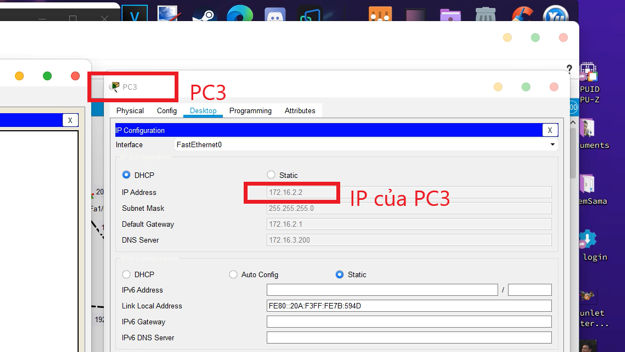 ?
PC3
PC3
Physical Config Desktop Programming Attributes
X
IP Configuration X
Interface FastEthernet0
DHCP Static
IP Address 172.16.2.2
IP của PC3
Subnet Mask 255.255.255.0
Default Gateway 172.16.2.1
DNS Server 172.16.3.200
DHCP Auto Config Static
IPv6 Address /
Link Local Address FE80::20A:F3FF:FE7B:594D
IPv6 Gateway
IPv6 DNS Server
20
Fa1/
192
PUID
PU-Z
uments
emSama
login
unlet
ter...